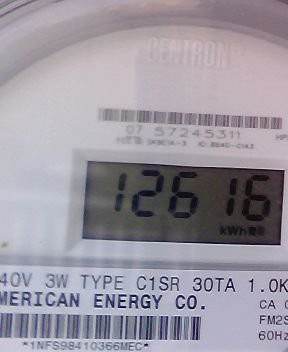 CENTRON®
07 57245311
12616
kWh
40V 3W TYPE C1SR 30TA 1.0K
MERICAN ENERGY CO.
CA
FM2S
60Hz
*1NFS98410366MEC*